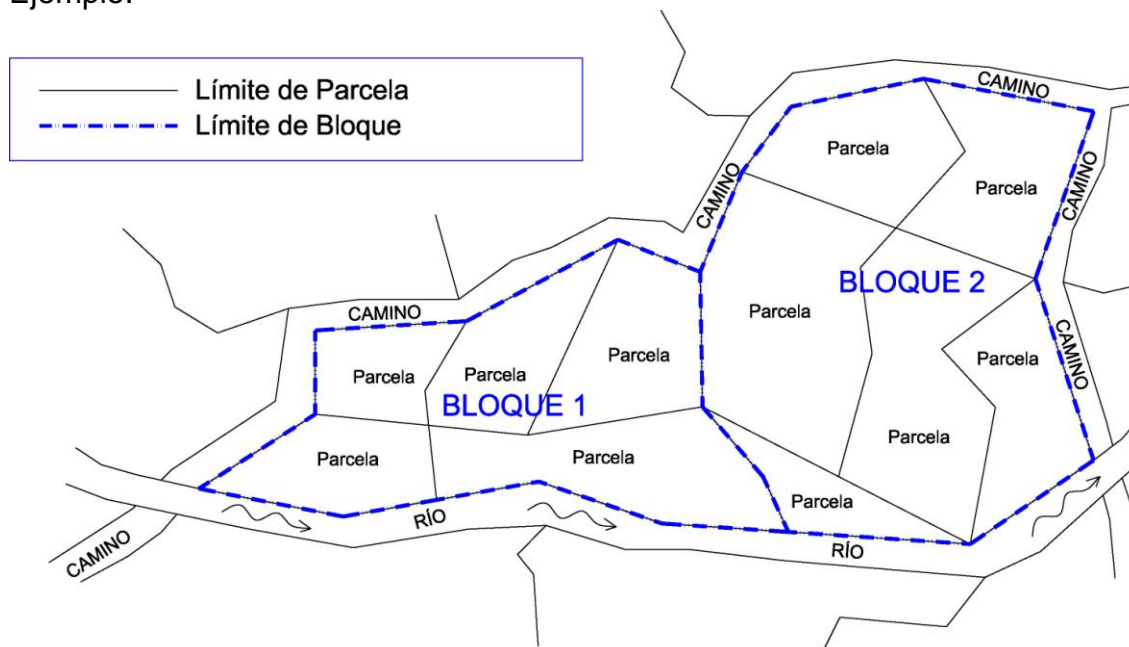 Ejemplo:
Límite de Parcela
Límite de Bloque
CAMINO
Parcela
CAMINO
Parcela
CAMINO
BLOQUE 2
CAMINO
Parcela
Parcela
CAMINO
Parcela
Parcela
Parcela
Parcela
BLOQUE 1
Parcela
Parcela
Parcela
Parcela
RÍO
RÍO
CAMINO